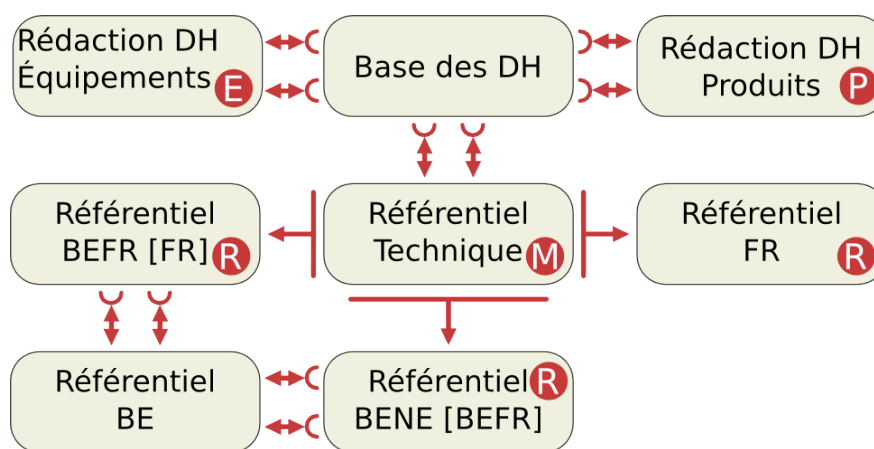 Rédaction DH
Équipements
E
Base des DH
Rédaction DH
Produits
P
Référentiel
BEFR [FR]
R
Référentiel
Technique
M
Référentiel
FR
R
Référentiel
BE
Référentiel
R
BENE [BEFR]